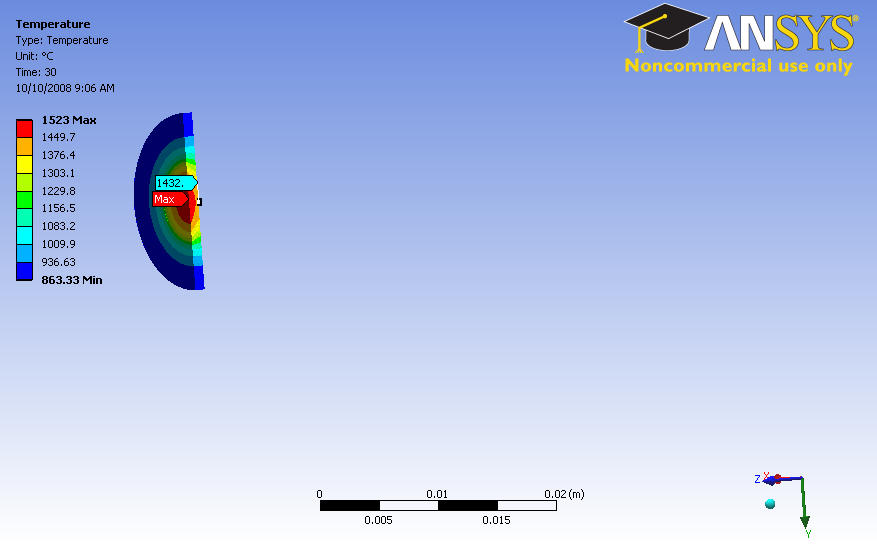 Temperature
Type: Temperature
Unit: °C
Time: 30
10/10/2008 9:06 AM
ANSYS®
Noncommercial use only
1523 Max
1449.7
1376.4
1303.1
1229.8
1156.5
1083.2
1009.9
936.63
863.33 Min
1432.
Max
0 0.01 0.02 (m)
0.005 0.015
Z X
Y